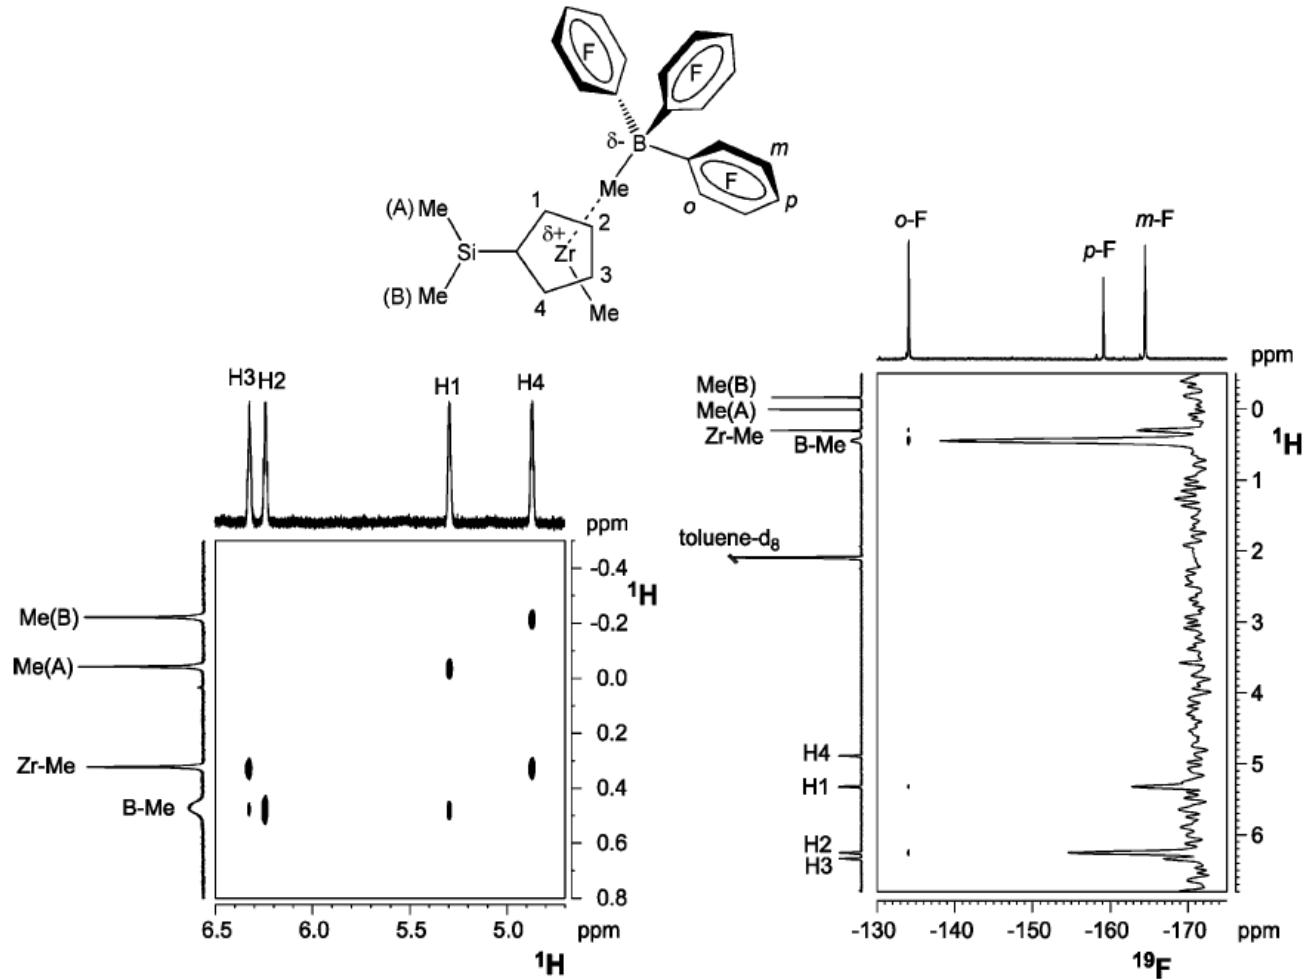 F
F
δ- B
m
F
Me
o
p
(A) Me
1
2
δ+
Si
Zr
3
(B) Me
4
Me
o-F
p-F
m-F
ppm
H3
H2
H1
H4
ppm
-0.4
-0.2
0.0
0.2
0.4
0.6
0.8
¹H
Me(B)
Me(A)
Zr-Me
B-Me
6.5 6.0 5.5 5.0 ppm
¹H
Me(B)
Me(A)
Zr-Me
B-Me
toluene-d₈
H4
H1
H2
H3
0
¹H
1
2
3
4
5
6
-130 -140 -150 -160 -170 ppm
¹⁹F